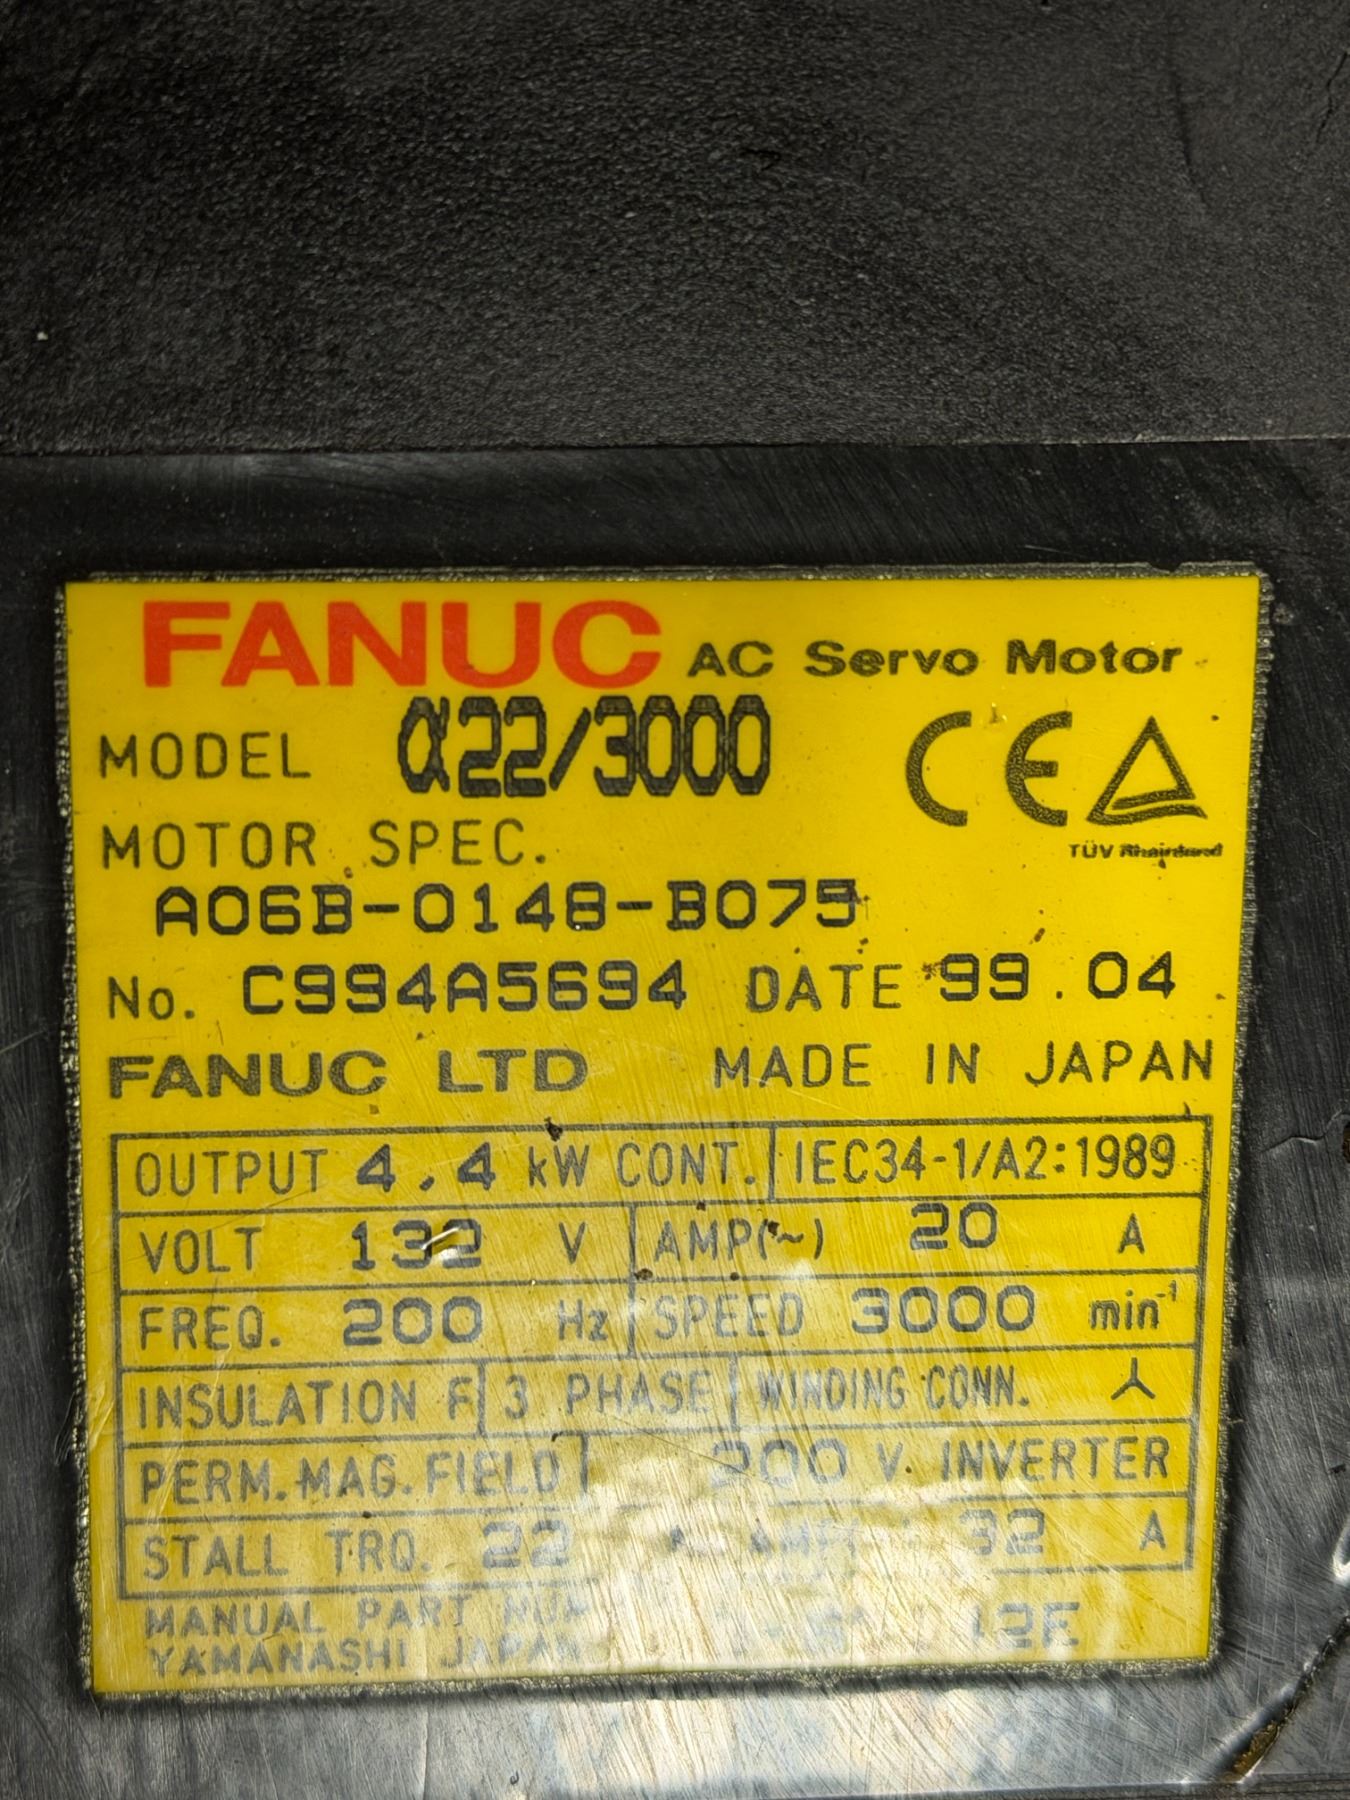 FANUC AC Servo Motor
MODEL α22/3000
CE
TÜV Rheinland
MOTOR SPEC.
A06B-0148-B075
No. C994A5694 DATE 99.04
FANUC LTD MADE IN JAPAN
OUTPUT 4.4 kW CONT. IEC34-1/A2:1989
VOLT 132 V AMP(~) 20 A
FREQ. 200 Hz SPEED 3000 min⁻¹
INSULATION F 3 PHASE WINDING CONN.
PERM.MAG.FIELD 200 V. INVERTER
STALL TRQ. 22 32 A
MANUAL PART
YAMANASHI JAPAN